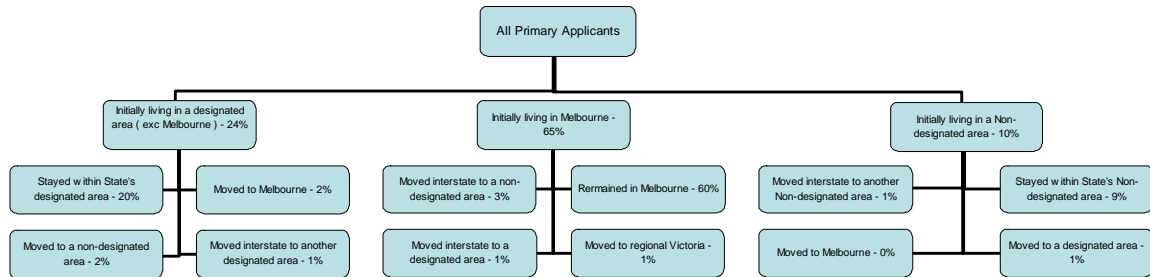 All Primary Applicants
Initially living in a designated
area ( exc Melbourne ) - 24%
Initially living in Melbourne -
65%
Initially living in a Non-
designated area - 10%
Stayed within State's
designated area - 20%
Moved to Melbourne - 2%
Moved to a non-designated
area - 2%
Moved interstate to another
designated area - 1%
Moved interstate to a non-
designated area - 3%
Rermained in Melbourne - 60%
Moved interstate to a
designated area - 1%
Moved to regional Victoria -
1%
Moved interstate to another
Non-designated area - 1%
Stayed within State's Non-
designated area - 9%
Moved to Melbourne - 0%
Moved to a designated area -
1%